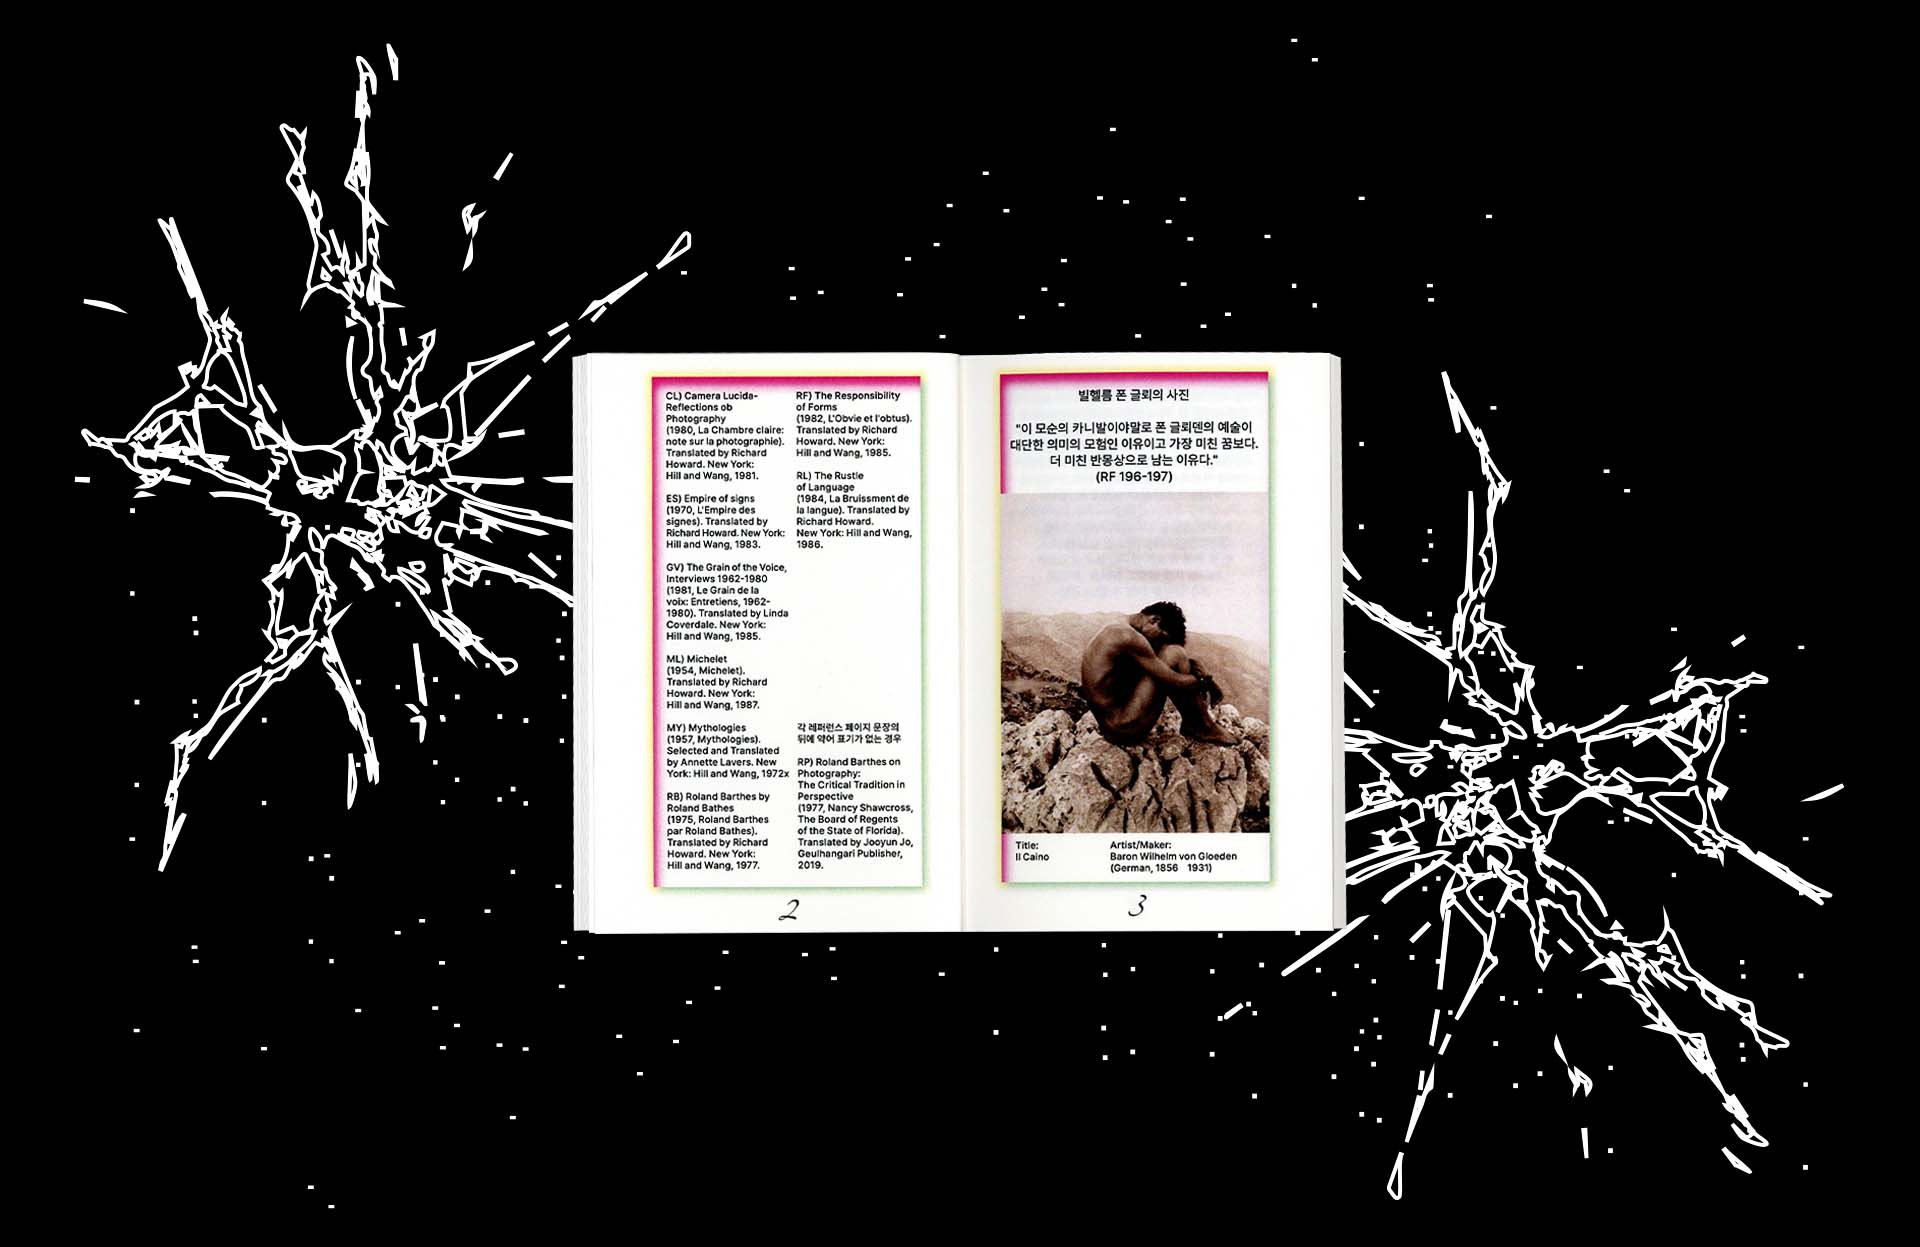 CL) Camera Lucida-
Reflections ob
Photography
(1980, La Chambre claire:
note sur la photographie).
Translated by Richard
Howard. New York:
Hill and Wang, 1981.
ES) Empire of signs
(1970, L'Empire des
signes). Translated by
Richard Howard. New York:
Hill and Wang, 1983.
GV) The Grain of the Voice,
Interviews 1962-1980
(1981, Le Grain de la
voix: Entretiens, 1962-
1980). Translated by Linda
Coverdale. New York:
Hill and Wang, 1985.
ML) Michelet
(1954, Michelet).
Translated by Richard
Howard. New York:
Hill and Wang, 1987.
MY) Mythologies
(1957, Mythologies).
Selected and Translated
by Annette Lavers. New
York: Hill and Wang, 1972x
RB) Roland Barthes by
Roland Bathes
(1975, Roland Barthes
par Roland Bathes).
Translated by Richard
Howard. New York:
Hill and Wang, 1977.
RF) The Responsibility
of Forms
(1982, L'Obvie et l'obtus).
Translated by Richard
Howard. New York:
Hill and Wang, 1985.
RL) The Rustle
of Language
(1984, La Bruissment de
la langue). Translated by
Richard Howard.
New York: Hill and Wang,
1986.
각 레퍼런스 페이지 문장의
뒤에 약어 표기가 없는 경우
RP) Roland Barthes on
Photography:
The Critical Tradition in
Perspective
(1977, Nancy Shawcross,
The Board of Regents
of the State of Florida).
Translated by Jooyun Jo,
Geulhangari Publisher,
2019.
2
빌헬름 폰 글뢰의 사진
"이 모순의 카니발이야말로 폰 글뢰덴의 예술이
대단한 의미의 모험인 이유이고 가장 미친 꿈보다.
더 미친 반몽상으로 남는 이유다."
(RF 196-197)
Title:
Il Caino
Artist/Maker:
Baron Wilhelm von Gloeden
(German, 1856 1931)
3